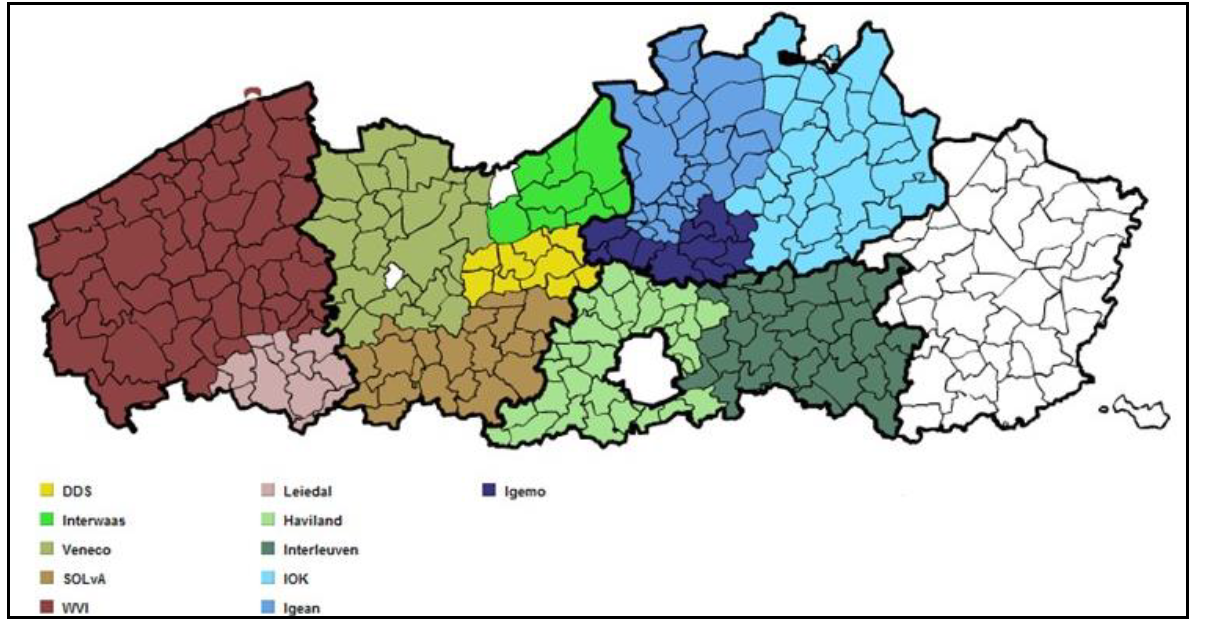 DDS
Interwaas
Veneco
SOLvA
WVI
Leiedal
Haviland
Interleuven
IOK
Igean
Igemo